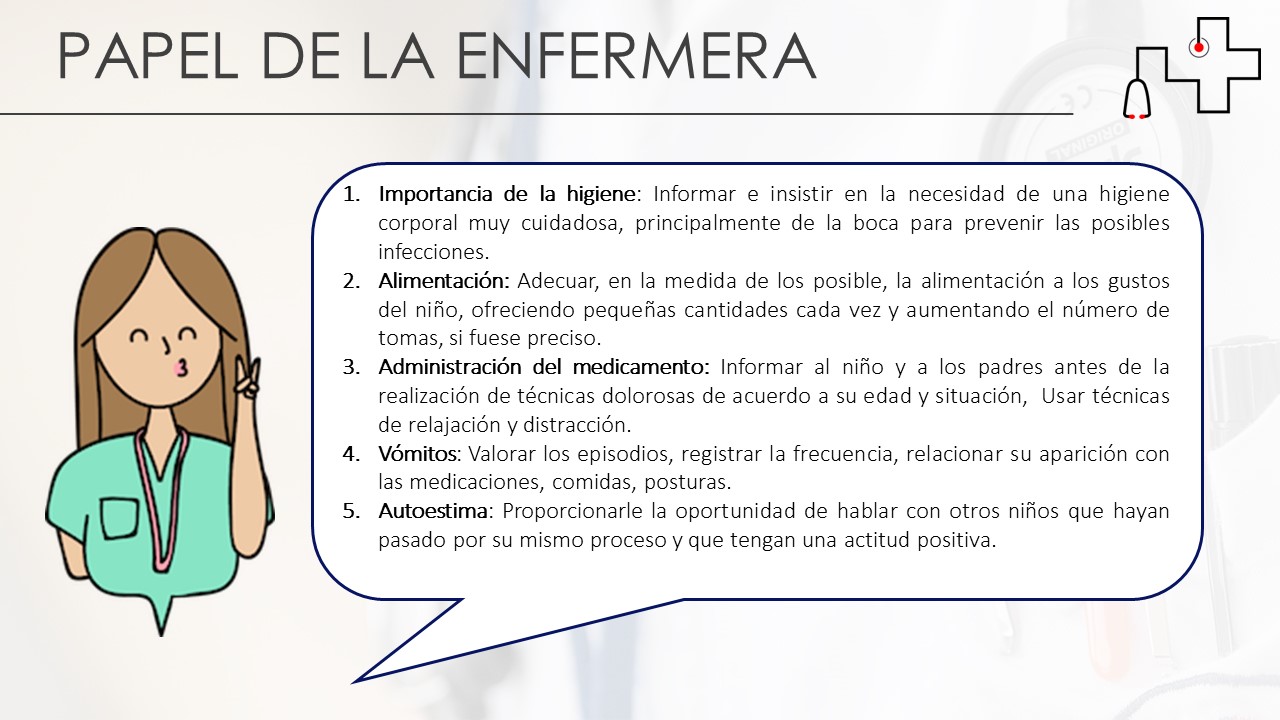 PAPEL DE LA ENFERMERA
1. Importancia de la higiene: Informar e insistir en la necesidad de una higiene
corporal muy cuidadosa, principalmente de la boca para prevenir las posibles
infecciones.
2. Alimentación: Adecuar, en la medida de los posible, la alimentación a los gustos
del niño, ofreciendo pequeñas cantidades cada vez y aumentando el número de
tomas, si fuese preciso.
3. Administración del medicamento: Informar al niño y a los padres antes de la
realización de técnicas dolorosas de acuerdo a su edad y situación, Usar técnicas
de relajación y distracción.
4. Vómitos: Valorar los episodios, registrar la frecuencia, relacionar su aparición con
las medicaciones, comidas, posturas.
5. Autoestima: Proporcionarle la oportunidad de hablar con otros niños que hayan
pasado por su mismo proceso y que tengan una actitud positiva.
CE
ORIGINAL